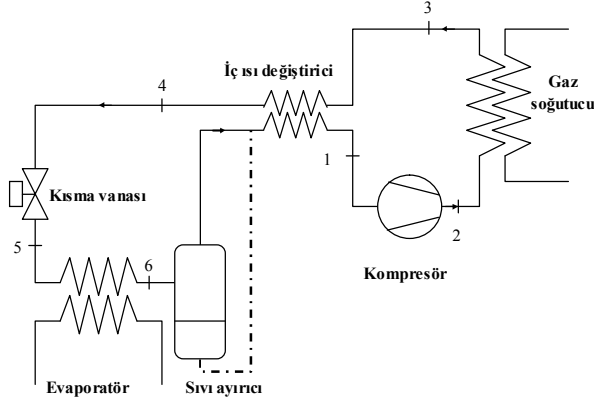 3
İç ısı değiştirici
4
Gaz
soğutucu
1
Kısma vanası
2
5
6
Kompresör
Evaporatör
Sıvı ayırıcı